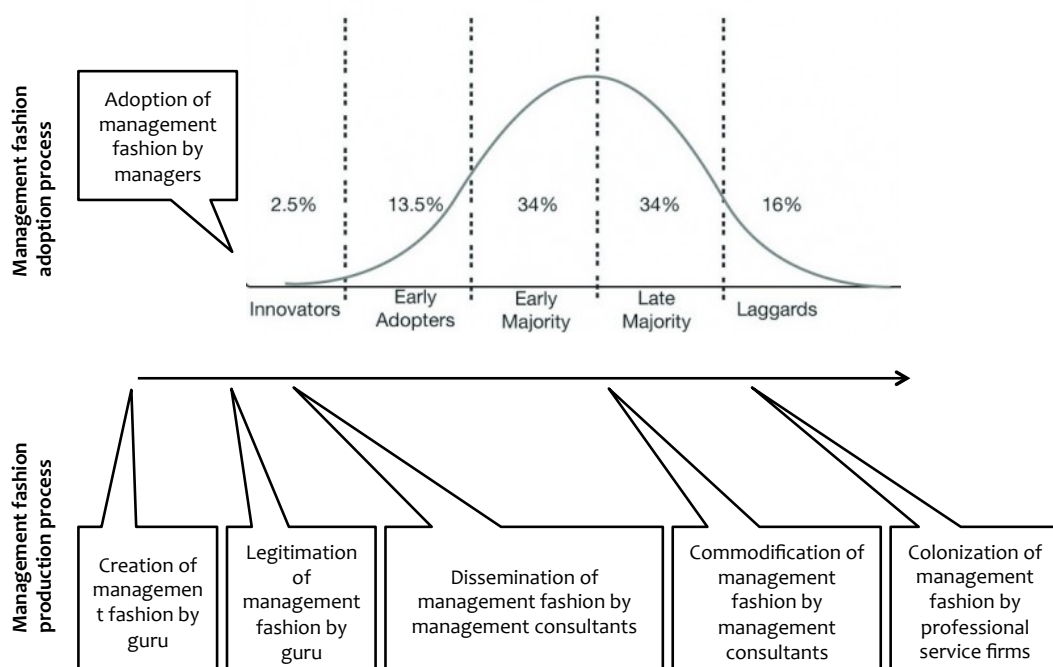 Management fashion
adoption process
Adoption of
management
fashion by
managers
2.5%
13.5%
34%
34%
16%
Innovators
Early
Adopters
Early
Majority
Late
Majority
Laggards
Management fashion
production process
Creation of
managemen
t fashion by
guru
Legitimation
of
management
fashion by
guru
Dissemination of
management fashion by
management consultants
Commodification of
management
fashion by
management
consultants
Colonization of
management
fashion by
professional
service firms